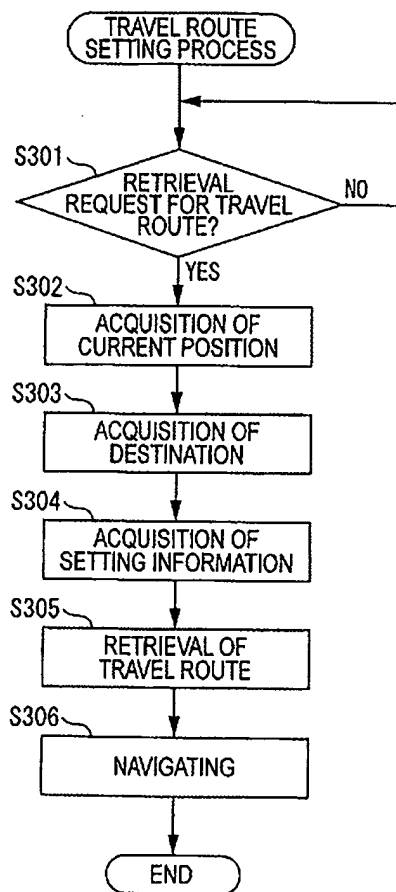 TRAVEL ROUTE
SETTING PROCESS
S301
RETRIEVAL
REQUEST FOR TRAVEL
ROUTE?
NO
YES
S302
ACQUISITION OF
CURRENT POSITION
S303
ACQUISITION OF
DESTINATION
S304
ACQUISITION OF
SETTING INFORMATION
S305
RETRIEVAL OF
TRAVEL ROUTE
S306
NAVIGATING
END